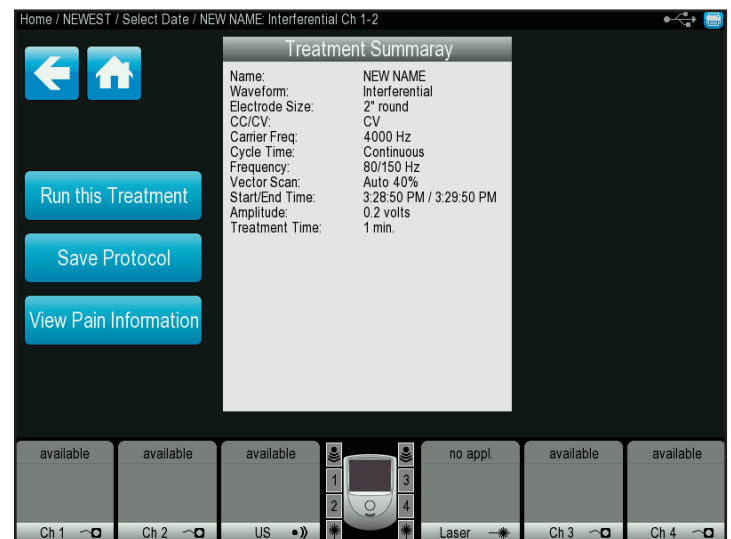 Home / NEWEST / Select Date / NEW NAME: Interferential Ch 1-2
Treatment Summaray
Name: NEW NAME
Waveform: Interferential
Electrode Size: 2" round
CC/CV: CV
Carrier Freq: 4000 Hz
Cycle Time: Continuous
Frequency: 80/150 Hz
Vector Scan: Auto 40%
Start/End Time: 3:28:50 PM / 3:29:50 PM
Amplitude: 0.2 volts
Treatment Time: 1 min.
Run this Treatment
Save Protocol
View Pain Information
available available available no appl. available available
1 3
2 4
Ch 1 Ch 2 US Laser Ch 3 Ch 4